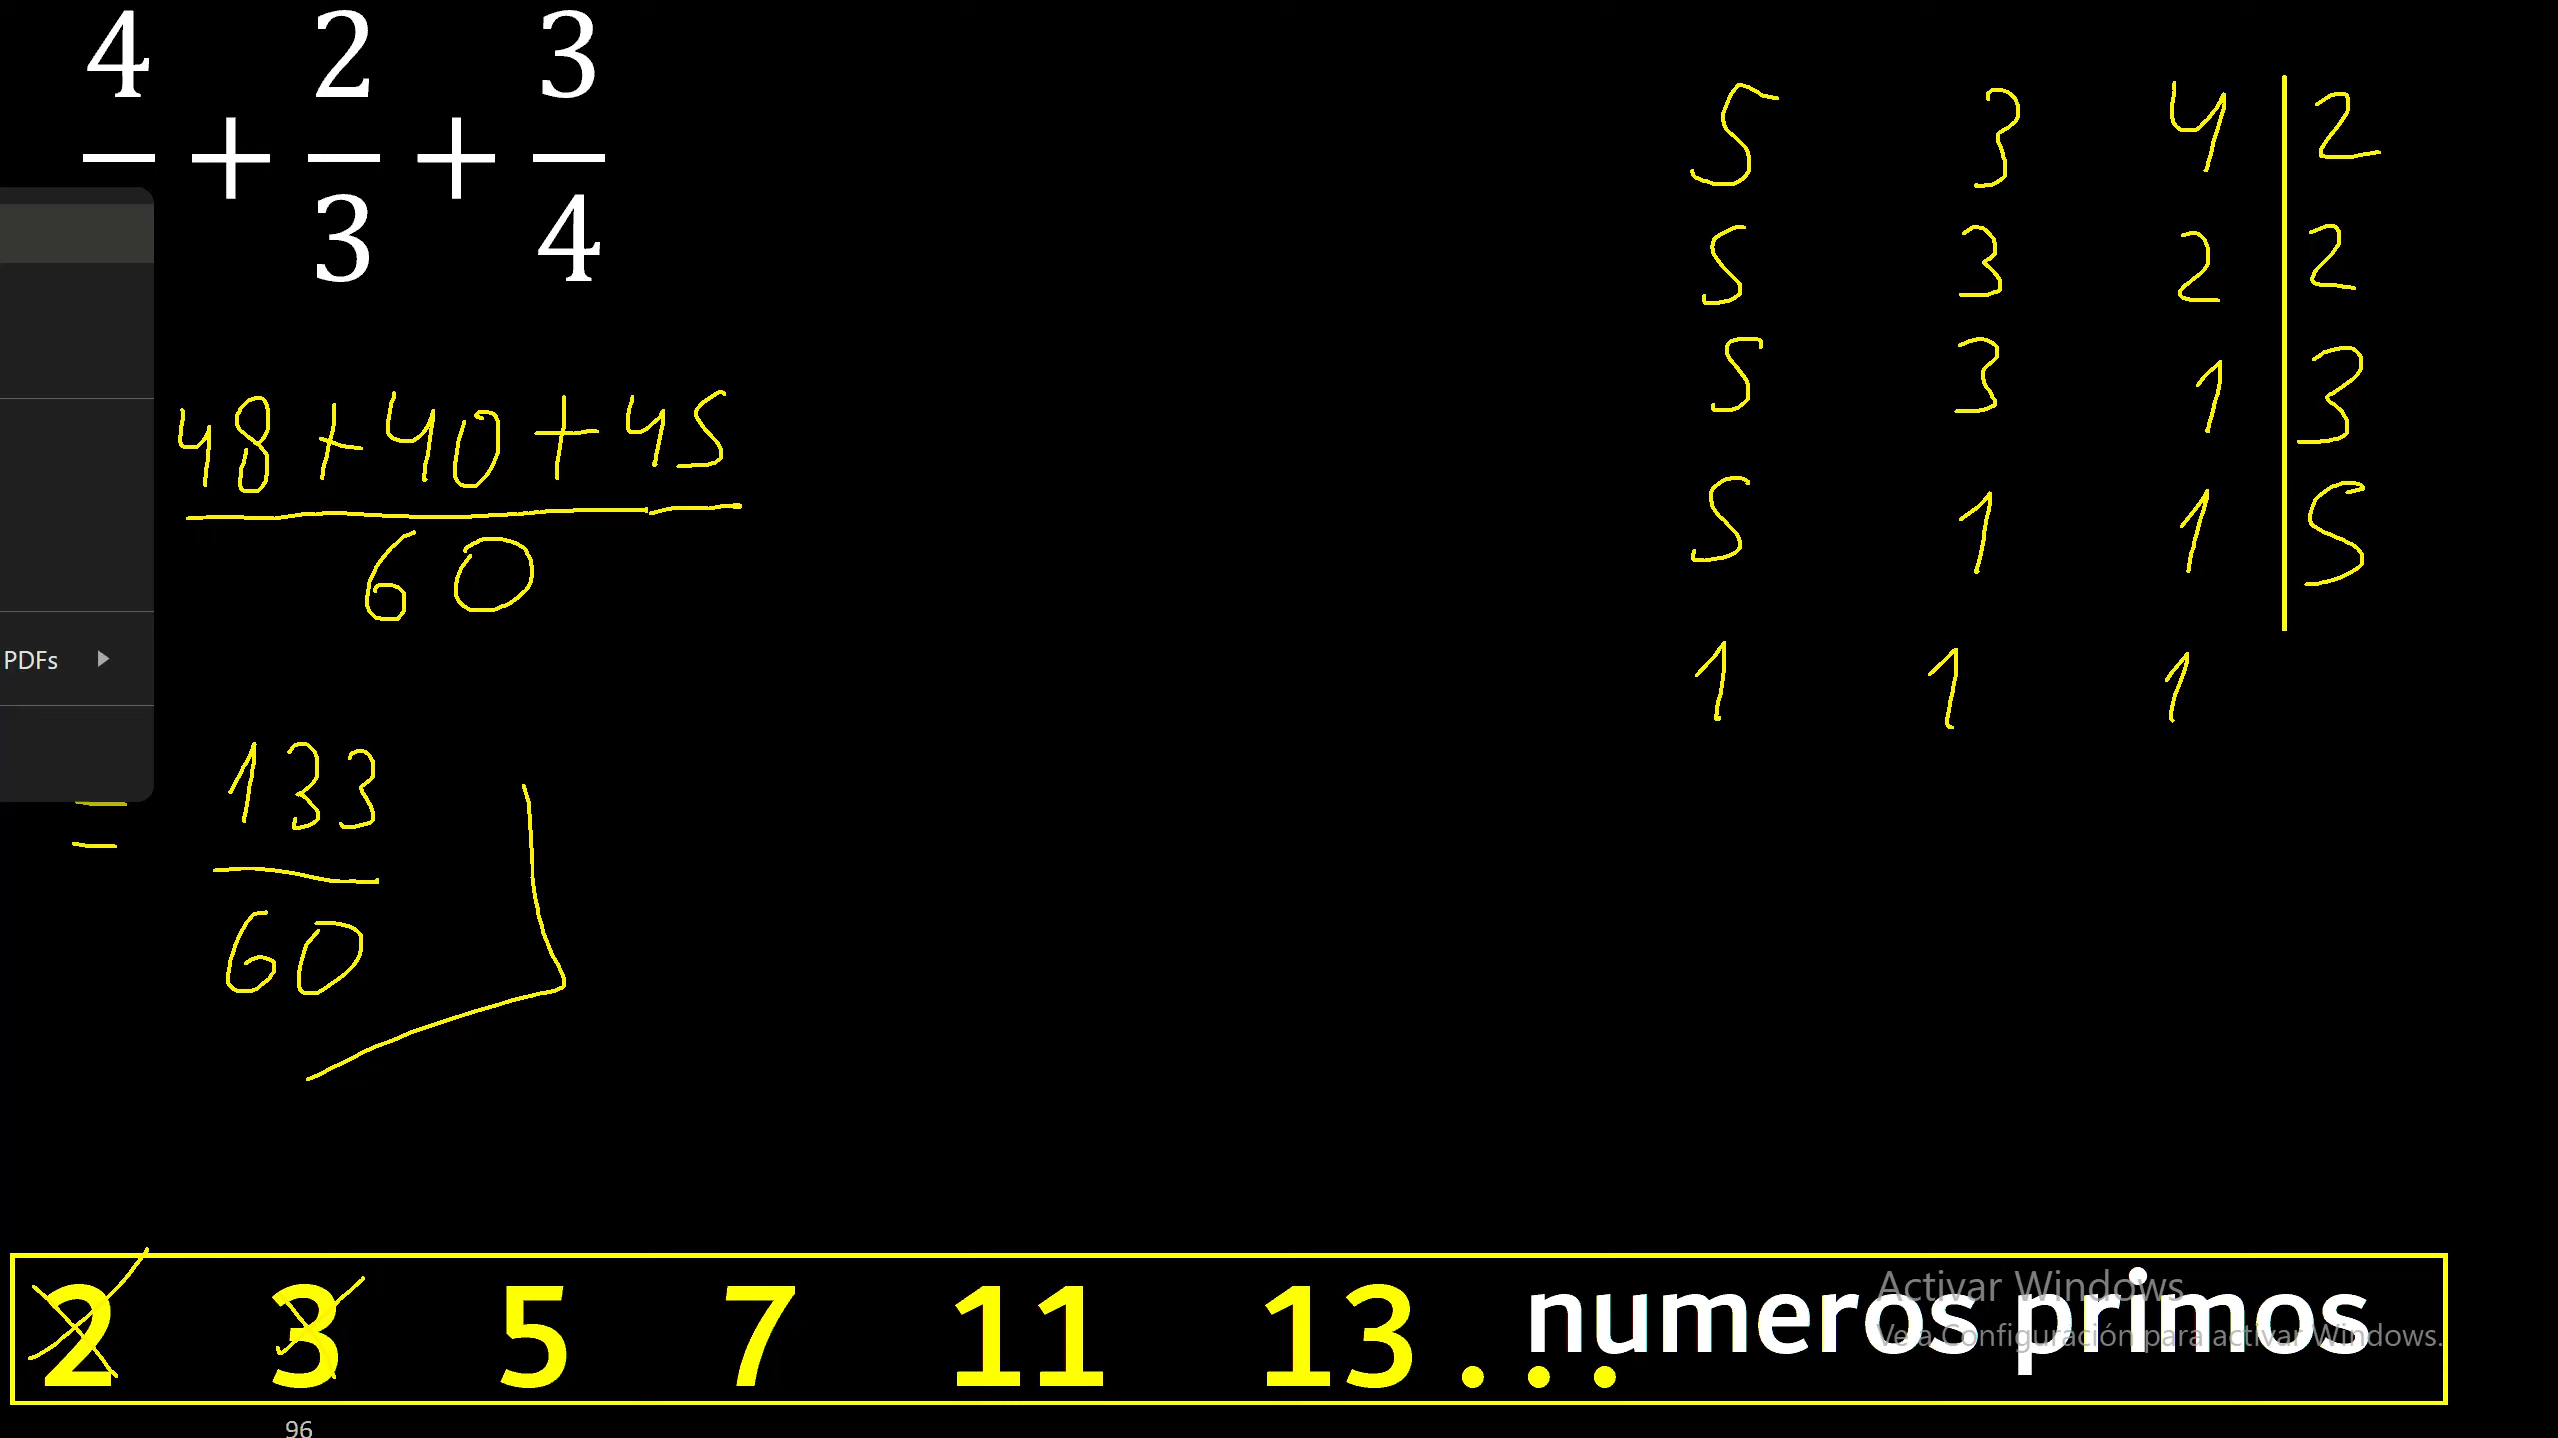 4 2 3
+ +
3 4
48 + 40 + 45
60
= 133
60
5 3 4 2
5 3 2 2
5 3 1 3
5 1 1 5
1 1 1
PDFs
2 3 5 7 11 13 . . . numeros primos
Activar Windows
Ve a Configuración para activar Windows.
96